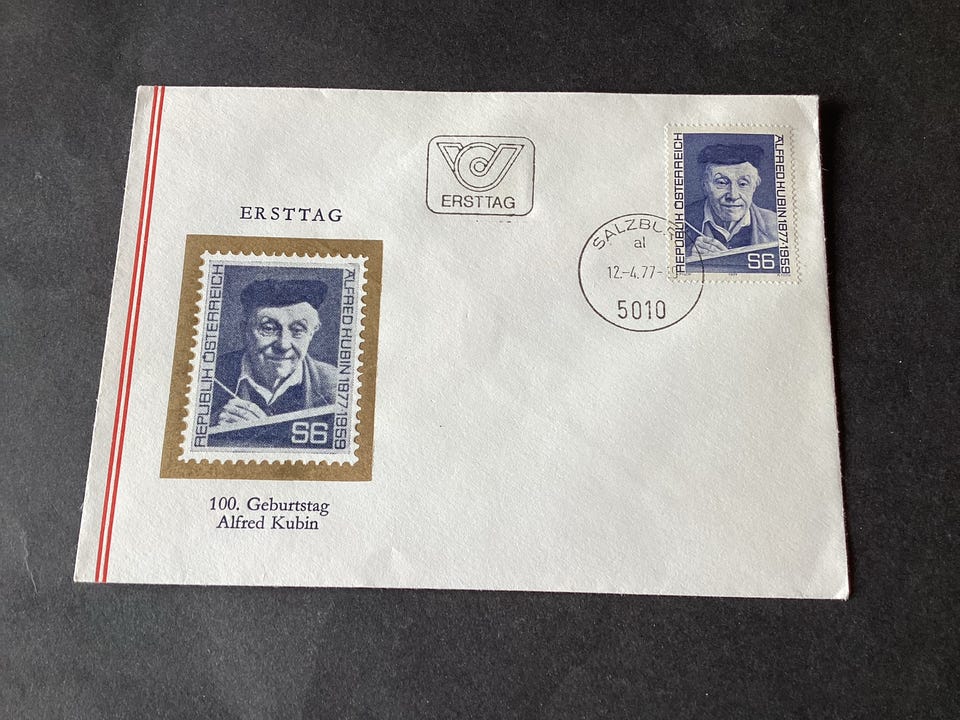 ERSTTAG
ERSTTAG
REPUBLIK ÖSTERREICH
ALFRED KUBIN 1877-1959
S6
SALZBU
al
12.-4.77-
5010
REPUBLIK ÖSTERREICH
ALFRED KUBIN 1877-1959
S6
100. Geburtstag
Alfred Kubin